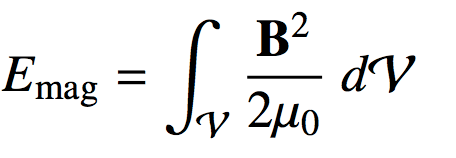 E_mag = ∫_𝒱 𝐁² / 2μ₀ d𝒱